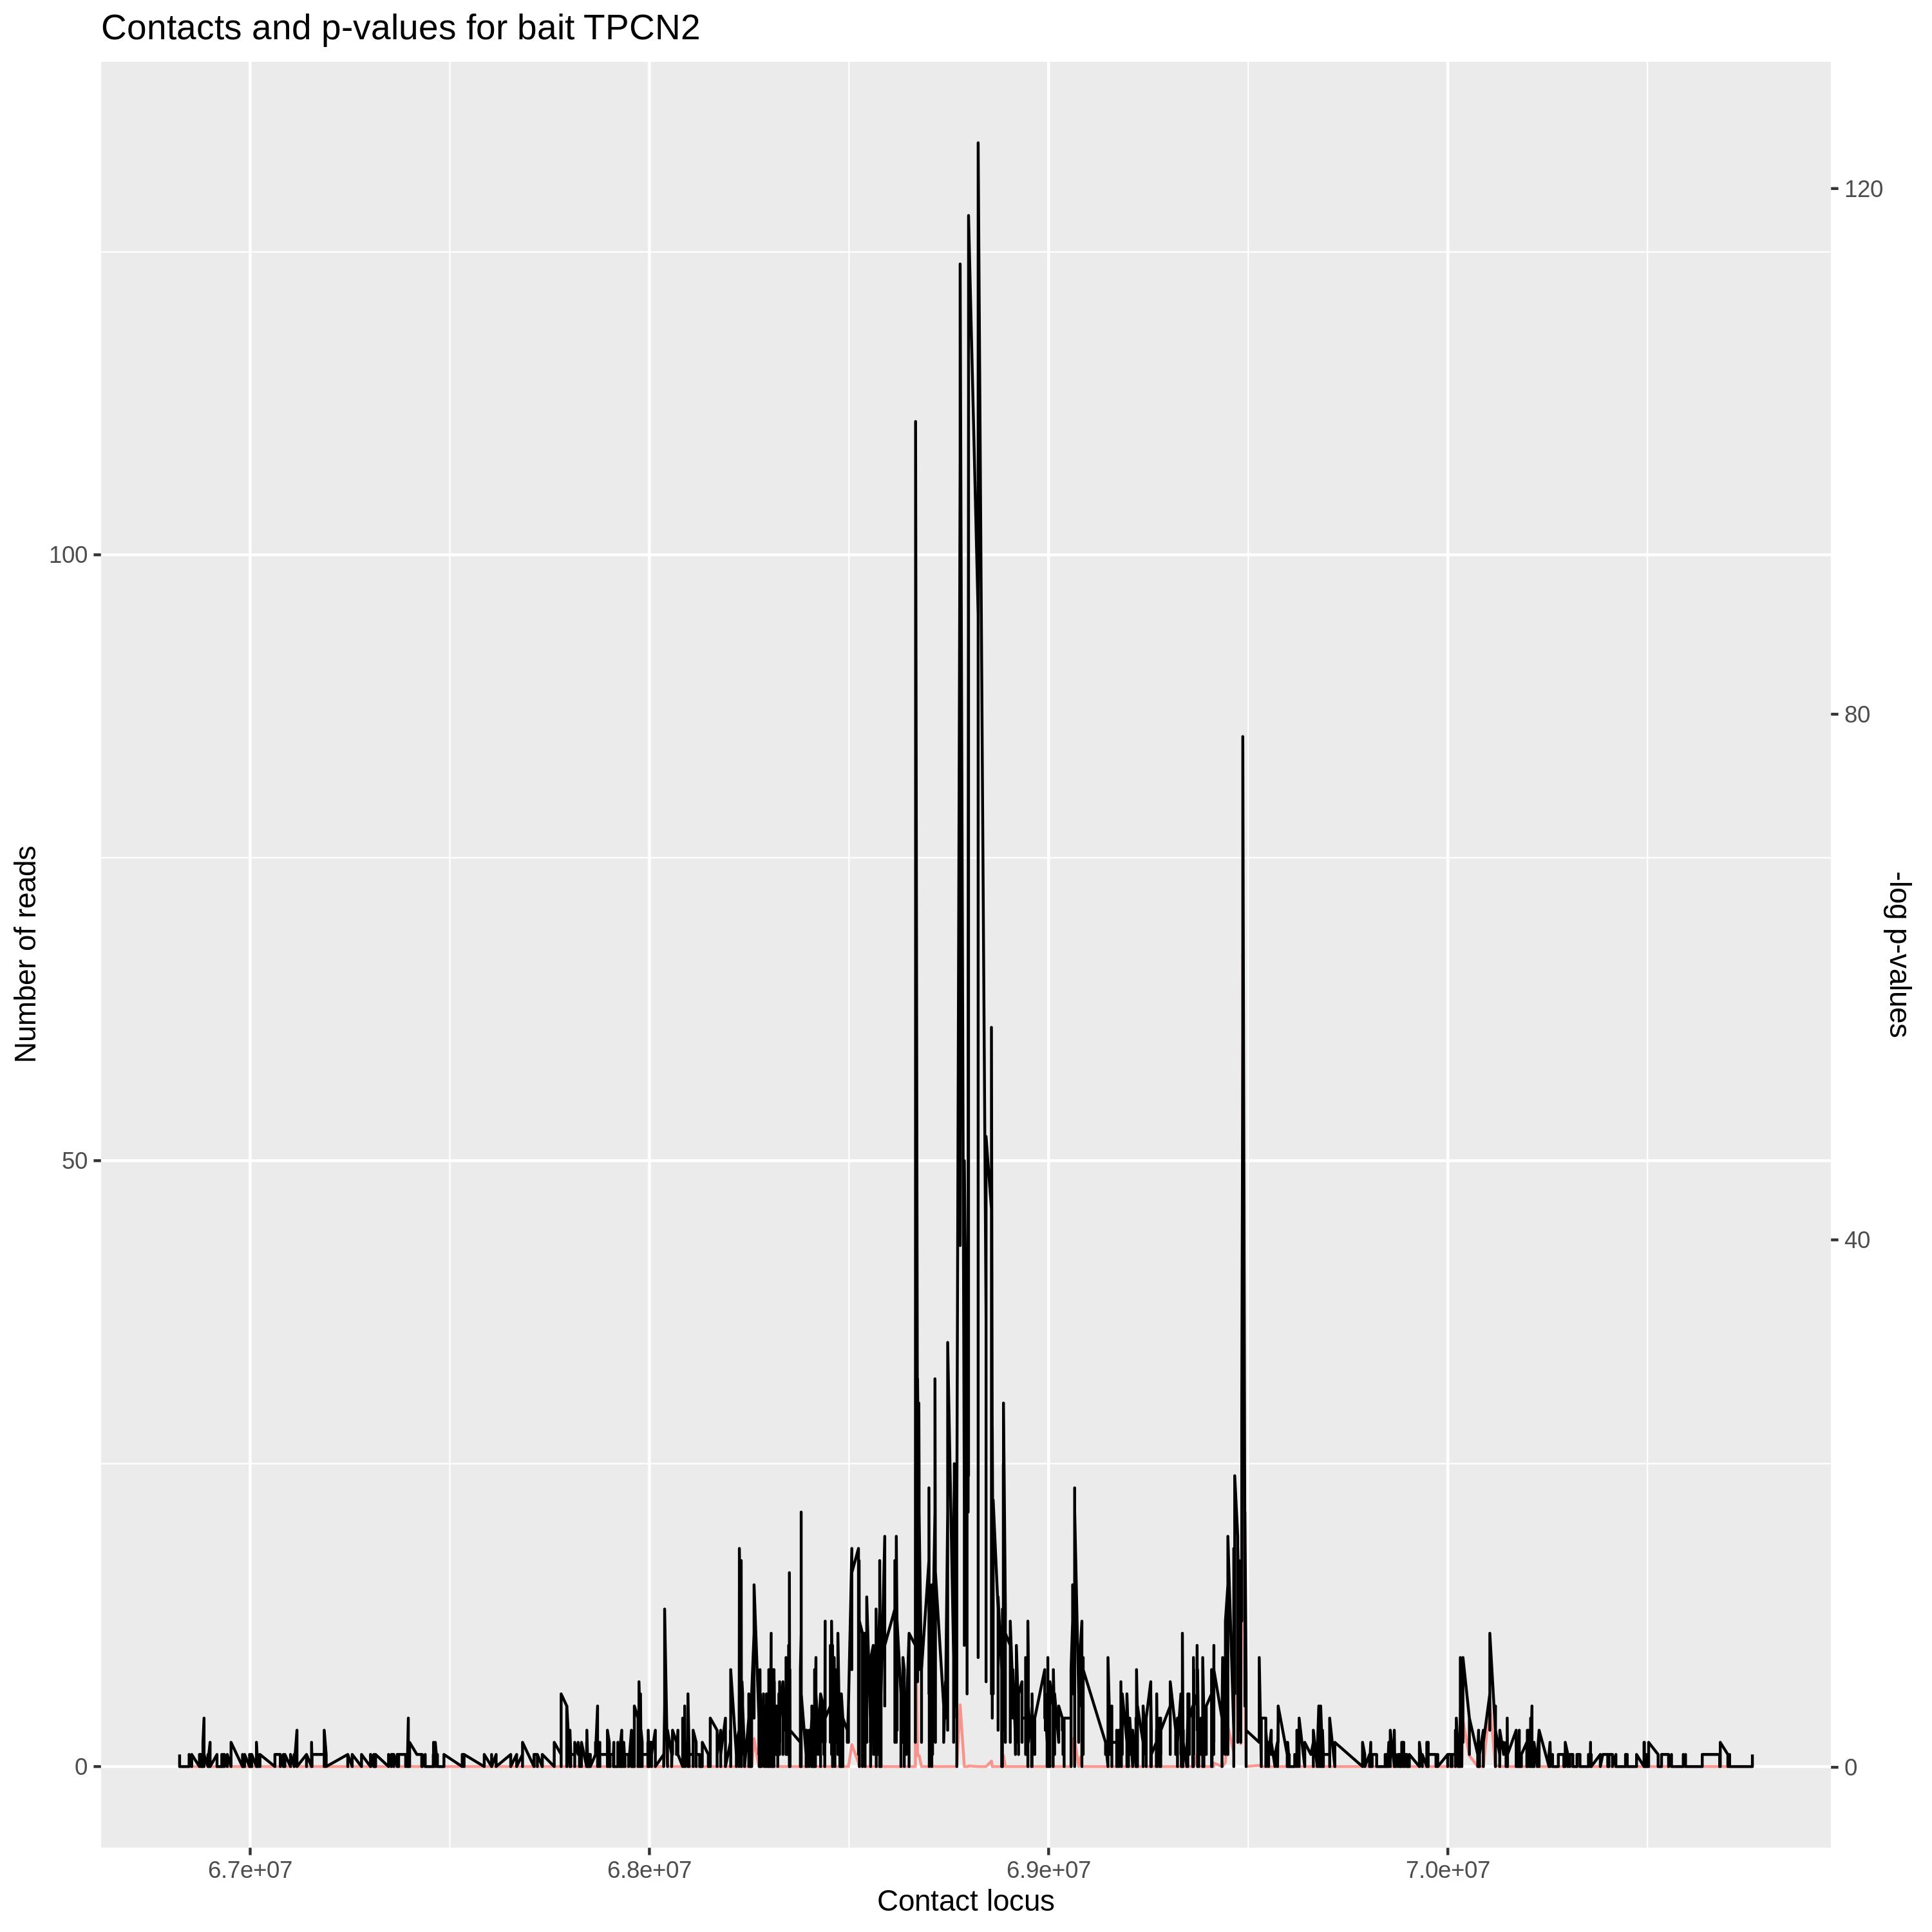 Contacts and p-values for bait TPCN2
Number of reads
100
50
0
120
80
40
0
-log p-values
6.7e+07
6.8e+07
6.9e+07
7.0e+07
Contact locus